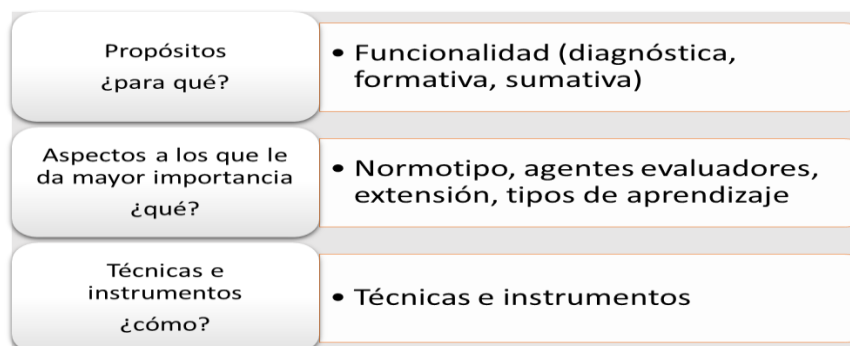 Propósitos
¿para qué?
• Funcionalidad (diagnóstica,
formativa, sumativa)
Aspectos a los que le
da mayor importancia
¿qué?
• Normotipo, agentes evaluadores,
extensión, tipos de aprendizaje
Técnicas e
instrumentos
¿cómo?
• Técnicas e instrumentos